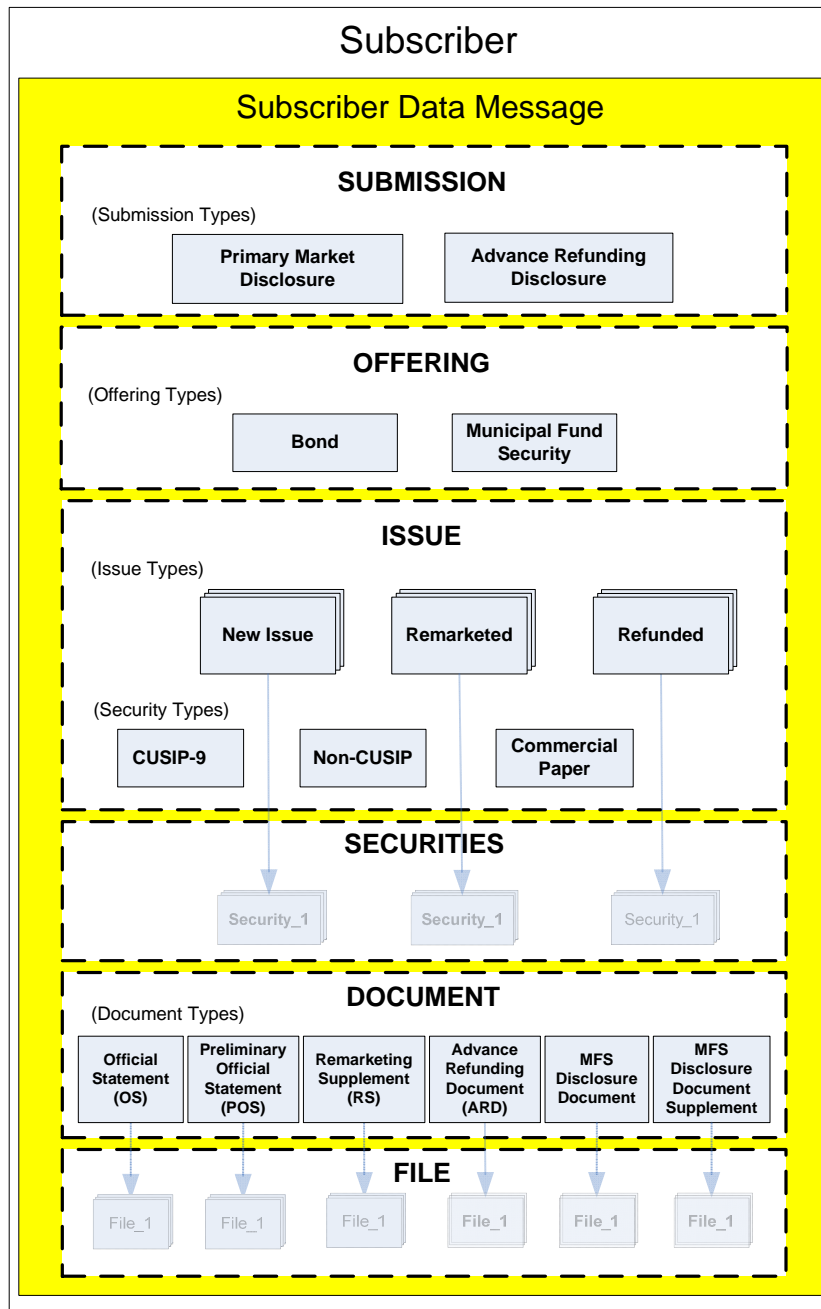 Subscriber
Subscriber Data Message
SUBMISSION
(Submission Types)
Primary Market
Disclosure
Advance Refunding
Disclosure
OFFERING
(Offering Types)
Bond
Municipal Fund
Security
ISSUE
(Issue Types)
New Issue
Remarketed
Refunded
(Security Types)
CUSIP-9
Non-CUSIP
Commercial
Paper
SECURITIES
Security_1
Security_1
Security_1
DOCUMENT
(Document Types)
Official
Statement
(OS)
Preliminary
Official
Statement
(POS)
Remarketing
Supplement
(RS)
Advance
Refunding
Document
(ARD)
MFS
Disclosure
Document
MFS
Disclosure
Document
Supplement
FILE
File_1
File_1
File_1
File_1
File_1
File_1